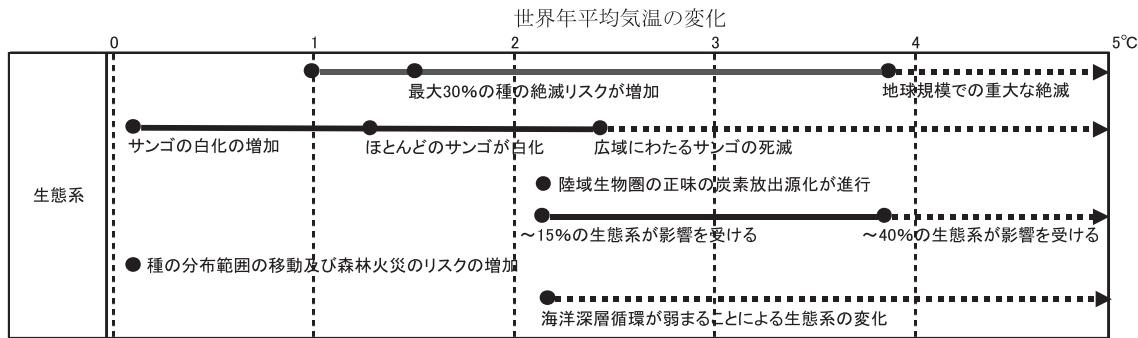 世界年平均気温の変化
0 1 2 3 4 5℃
最大30%の種の絶滅リスクが増加 地球規模での重大な絶滅
サンゴの白化の増加 ほとんどのサンゴが白化 広域にわたるサンゴの死滅
陸域生物圏の正味の炭素放出源化が進行
生態系
～15%の生態系が影響を受ける ～40%の生態系が影響を受ける
種の分布範囲の移動及び森林火災のリスクの増加
海洋深層循環が弱まることによる生態系の変化